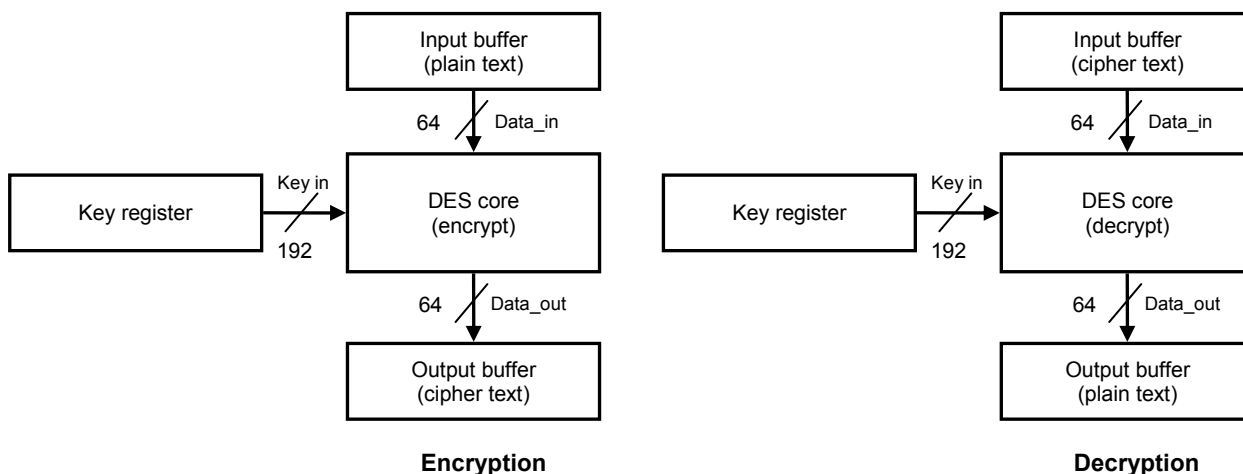 Input buffer
(plain text)
64 Data_in
Key register
Key in
192
DES core
(encrypt)
64 Data_out
Output buffer
(cipher text)
Encryption
Input buffer
(cipher text)
64 Data_in
Key register
Key in
192
DES core
(decrypt)
64 Data_out
Output buffer
(plain text)
Decryption